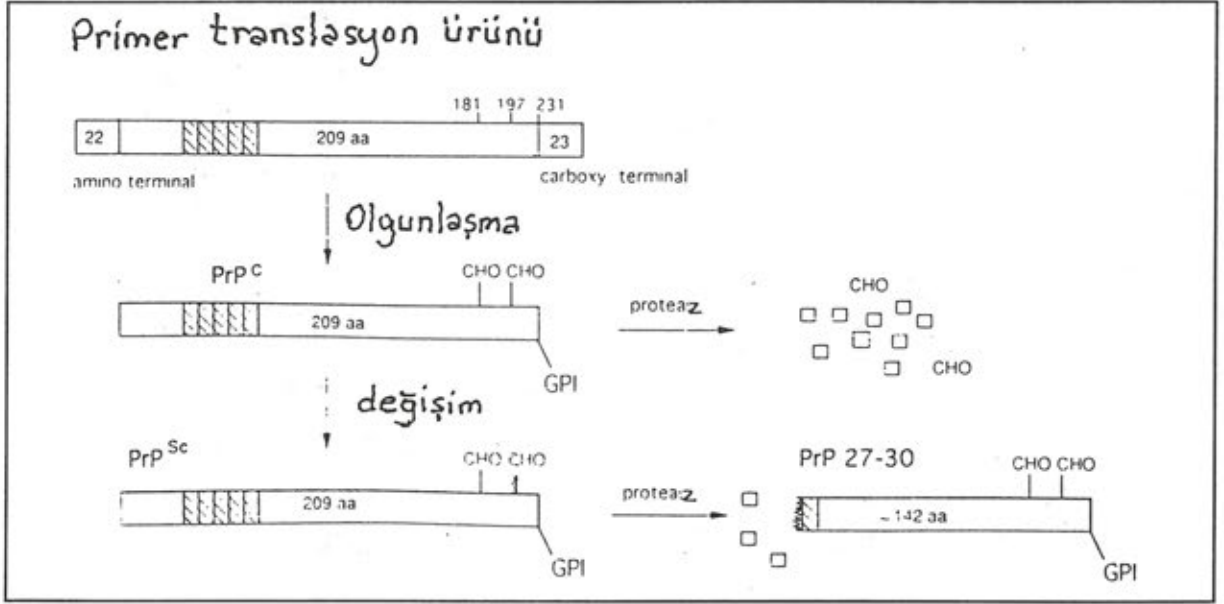 Primer translasyon ürünü
181 197 231
22 209 aa 23
amino terminal carboxy terminal
Olgunlaşma
PrP C CHO CHO
CHO
209 aa proteaz
CHO
GPI
değişim
PrP Sc CHO CHO PrP 27-30 CHO CHO
209 aa proteaz ~142 aa
GPI GPI